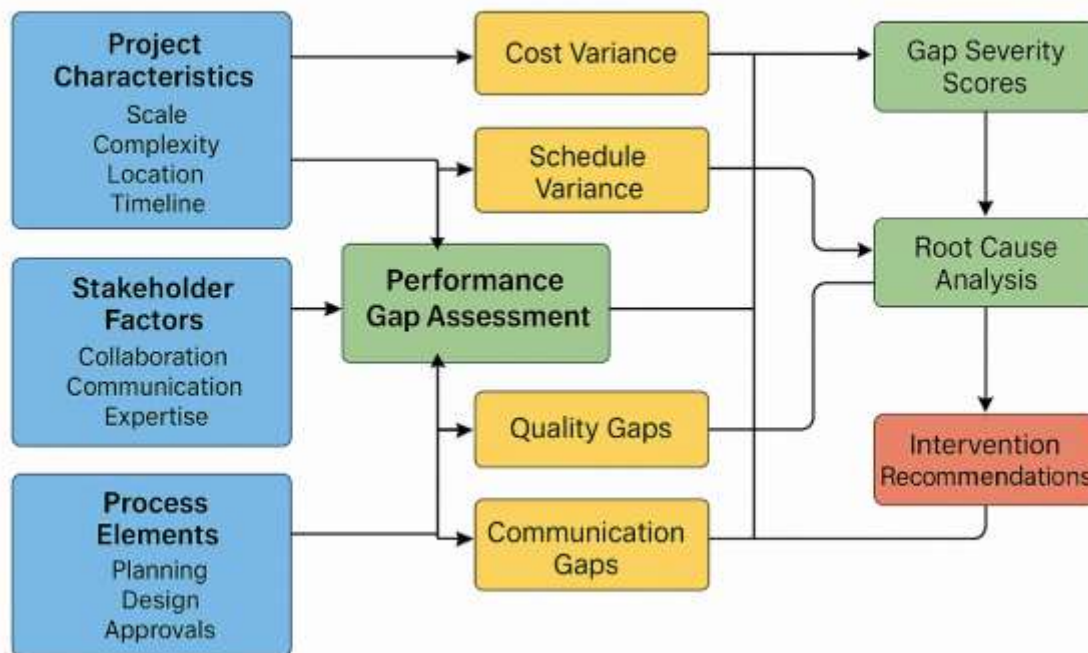 Project
Characteristics
Scale
Complexity
Location
Timeline
Stakeholder
Factors
Collaboration
Communication
Expertise
Process
Elements
Planning
Design
Approvals
Cost Variance
Schedule
Variance
Performance
Gap Assessment
Quality Gaps
Communication
Gaps
Gap Severity
Scores
Root Cause
Analysis
Intervention
Recommendations